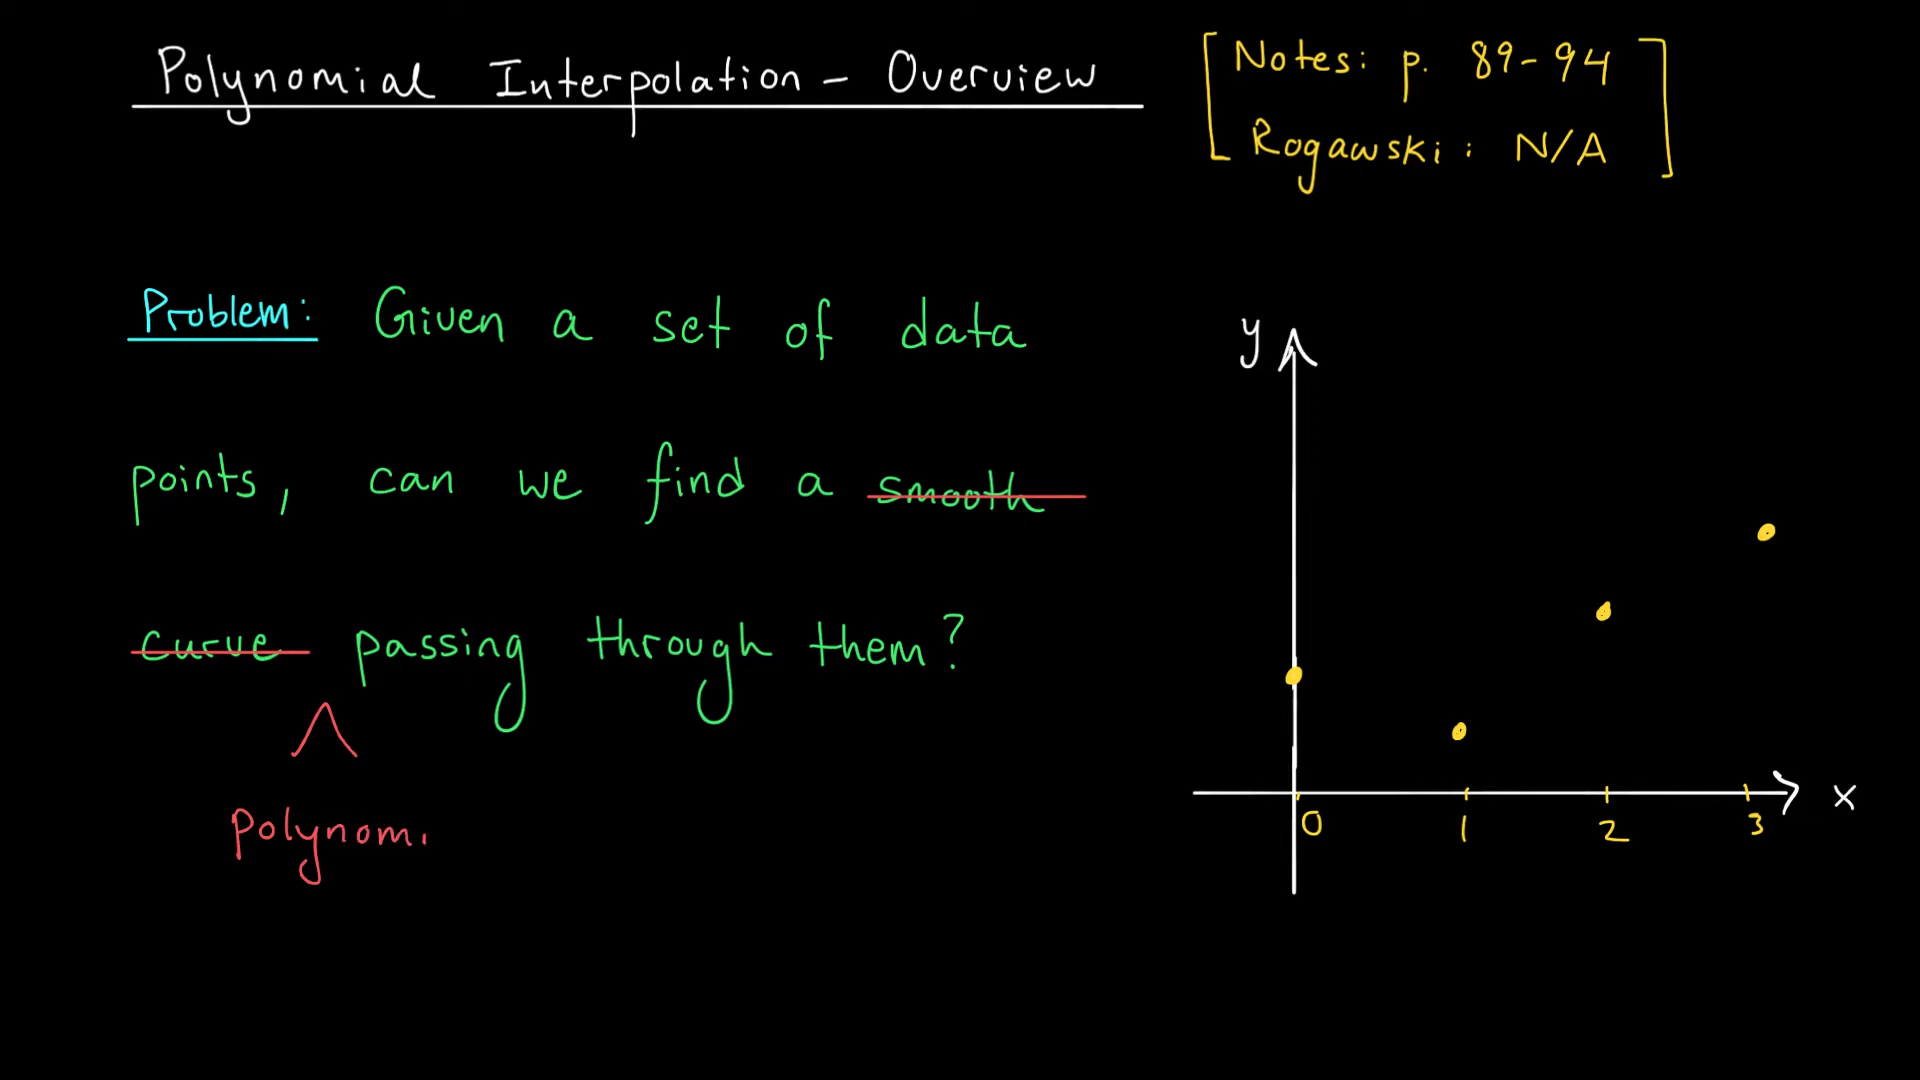 Polynomial Interpolation - Overview
[Notes: p. 89-94
Rogawski: N/A]
Problem: Given a set of data
points, can we find a smooth
curve passing through them?
polynomi
y
x
0 1 2 3